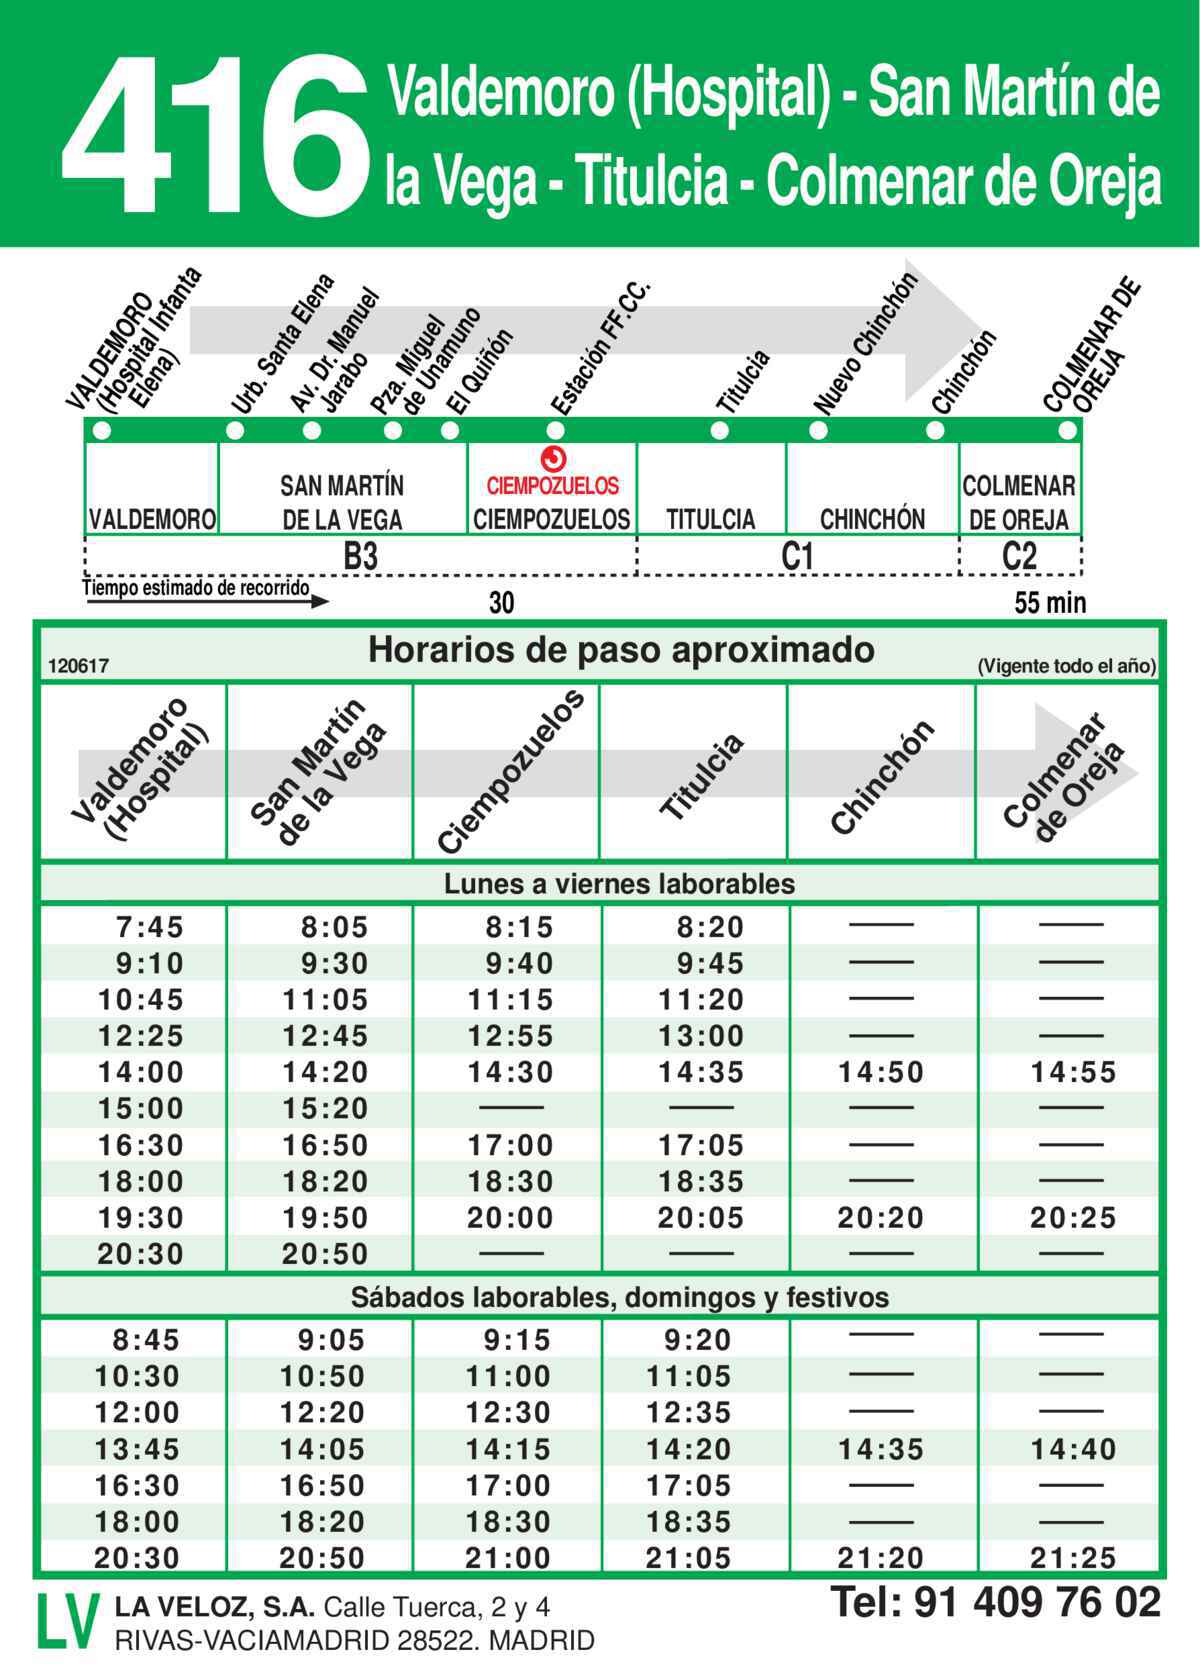 416
Valdemoro (Hospital) - San Martín de
la Vega - Titulcia - Colmenar de Oreja
VALDEMORO
(Hospital Infanta
Elena)
Urb. Santa Elena
Av. Dr. Manuel
Jarabo
Pza. Miguel
de Unamuno
El Quiñón
Estación FF.CC.
Titulcia
Nuevo Chinchón
Chinchón
COLMENAR DE
OREJA
VALDEMORO
SAN MARTÍN
DE LA VEGA
CIEMPOZUELOS
CIEMPOZUELOS
TITULCIA
CHINCHÓN
COLMENAR
DE OREJA
B3 C1 C2
Tiempo estimado de recorrido
30 55 min
120617
Horarios de paso aproximado
(Vigente todo el año)
Valdemoro
(Hospital)
San Martín
de la Vega
Ciempozuelos
Titulcia
Chinchón
Colmenar
de Oreja
Lunes a viernes laborables
7:45 8:05 8:15 8:20 —— ——
9:10 9:30 9:40 9:45 —— ——
10:45 11:05 11:15 11:20 —— ——
12:25 12:45 12:55 13:00 —— ——
14:00 14:20 14:30 14:35 14:50 14:55
15:00 15:20 —— —— —— ——
16:30 16:50 17:00 17:05 —— ——
18:00 18:20 18:30 18:35 —— ——
19:30 19:50 20:00 20:05 20:20 20:25
20:30 20:50 —— —— —— ——
Sábados laborables, domingos y festivos
8:45 9:05 9:15 9:20 —— ——
10:30 10:50 11:00 11:05 —— ——
12:00 12:20 12:30 12:35 —— ——
13:45 14:05 14:15 14:20 14:35 14:40
16:30 16:50 17:00 17:05 —— ——
18:00 18:20 18:30 18:35 —— ——
20:30 20:50 21:00 21:05 21:20 21:25
LV
LA VELOZ, S.A. Calle Tuerca, 2 y 4
RIVAS-VACIAMADRID 28522. MADRID
Tel: 91 409 76 02